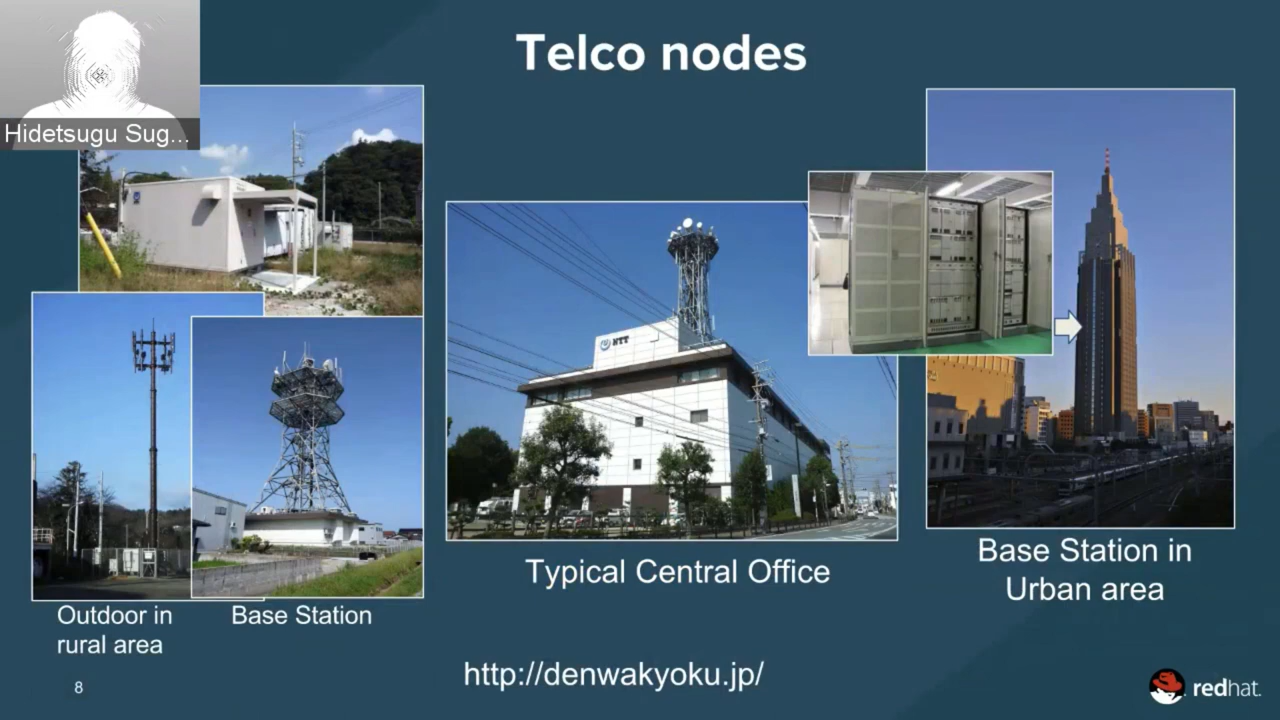 Telco nodes
Hidetsugu Sug...
NTT
Typical Central Office
Base Station in
Urban area
Outdoor in
rural area
Base Station
http://denwakyoku.jp/
8
redhat.